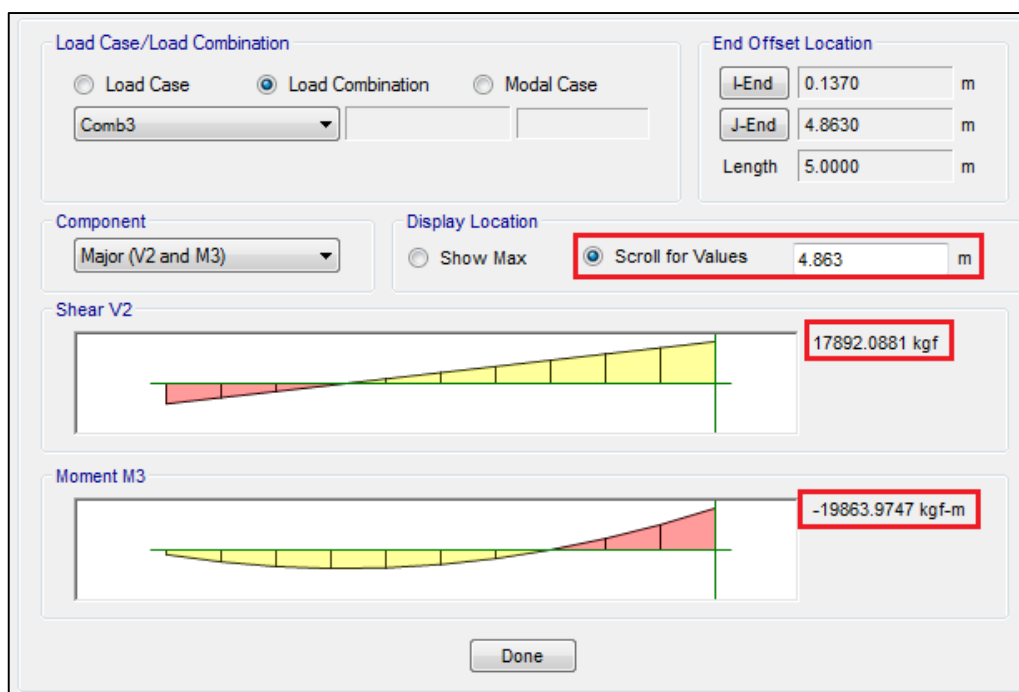 Load Case/Load Combination
Load Case Load Combination Modal Case
Comb3
End Offset Location
I-End 0.1370 m
J-End 4.8630 m
Length 5.0000 m
Component
Major (V2 and M3)
Display Location
Show Max Scroll for Values 4.863 m
Shear V2
17892.0881 kgf
Moment M3
-19863.9747 kgf-m
Done